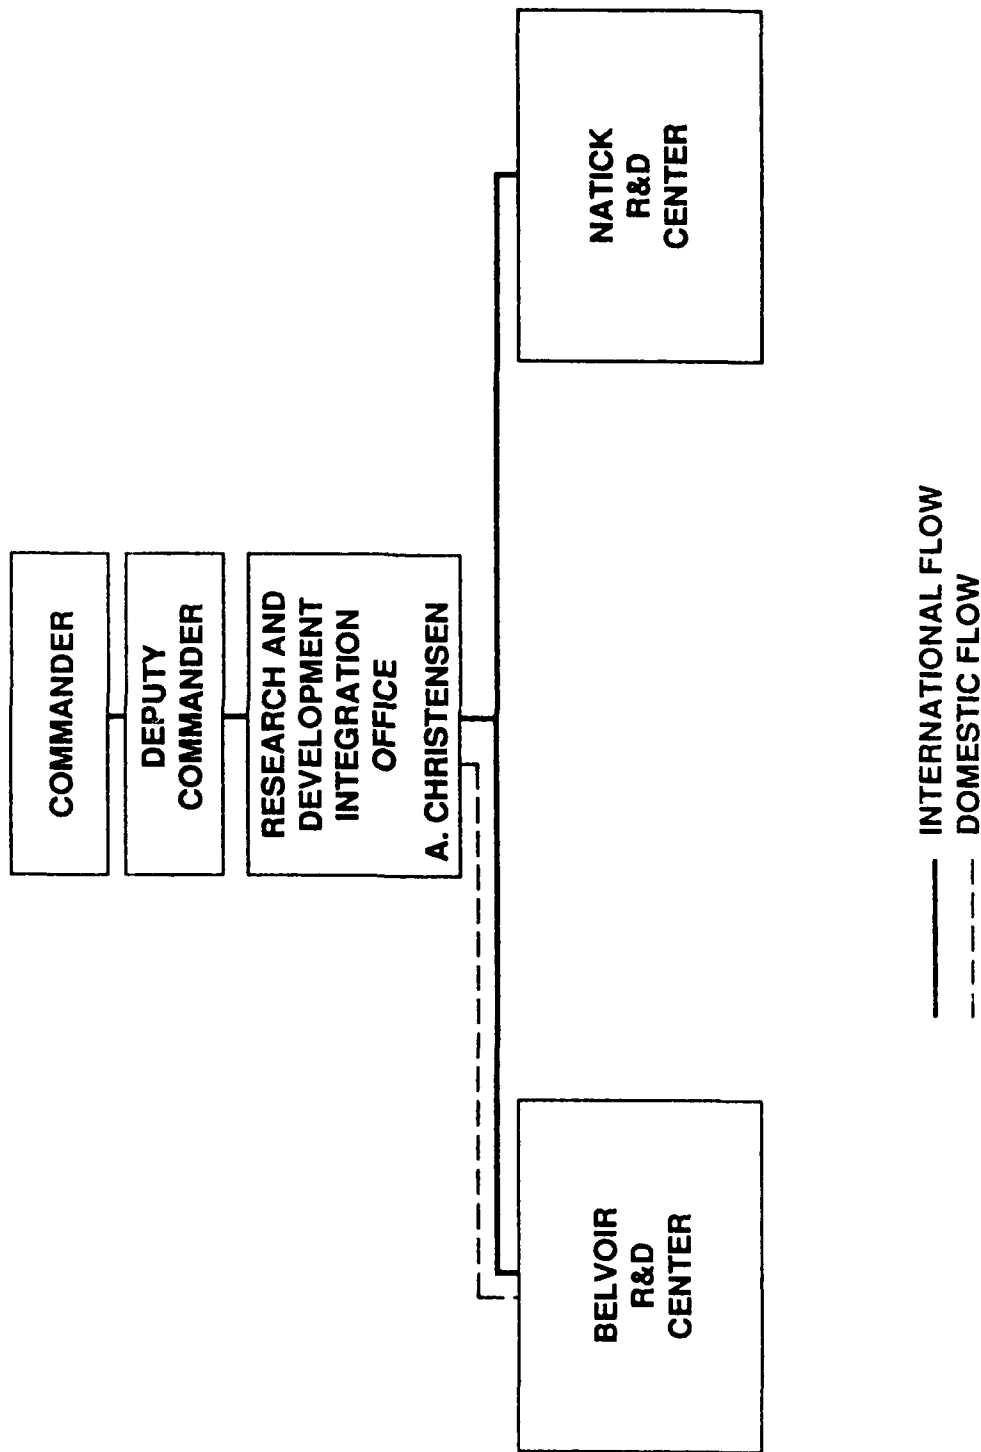 COMMANDER
DEPUTY
COMMANDER
RESEARCH AND
DEVELOPMENT
INTEGRATION
OFFICE
A. CHRISTENSEN
BELVOIR
R&D
CENTER
NATICK
R&D
CENTER
INTERNATIONAL FLOW
DOMESTIC FLOW